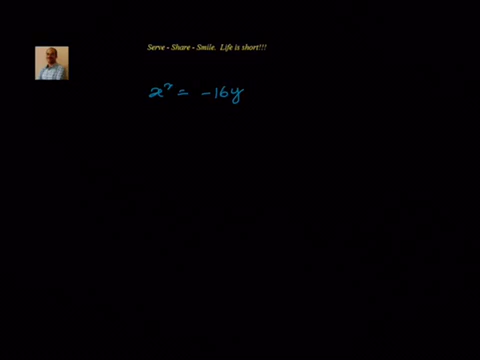 Serve - Share - Smile. Life is short!!!
x² = -16y